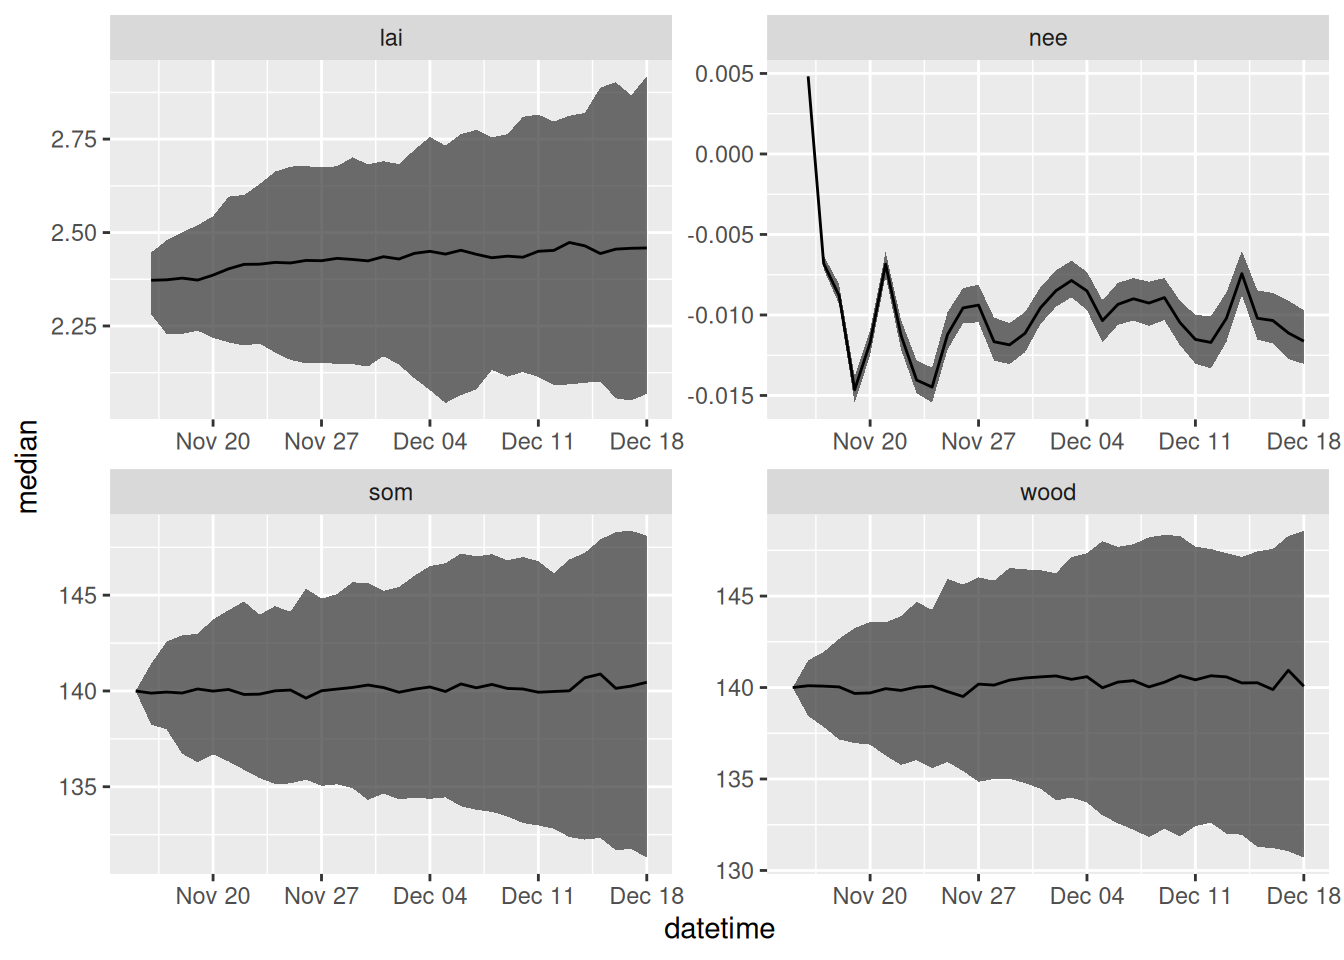 lai
nee
2.75
2.50
2.25
0.005
0.000
-0.005
-0.010
-0.015
Nov 20 Nov 27 Dec 04 Dec 11 Dec 18
Nov 20 Nov 27 Dec 04 Dec 11 Dec 18
median
som
wood
145
140
135
145
140
135
130
Nov 20 Nov 27 Dec 04 Dec 11 Dec 18
Nov 20 Nov 27 Dec 04 Dec 11 Dec 18
datetime